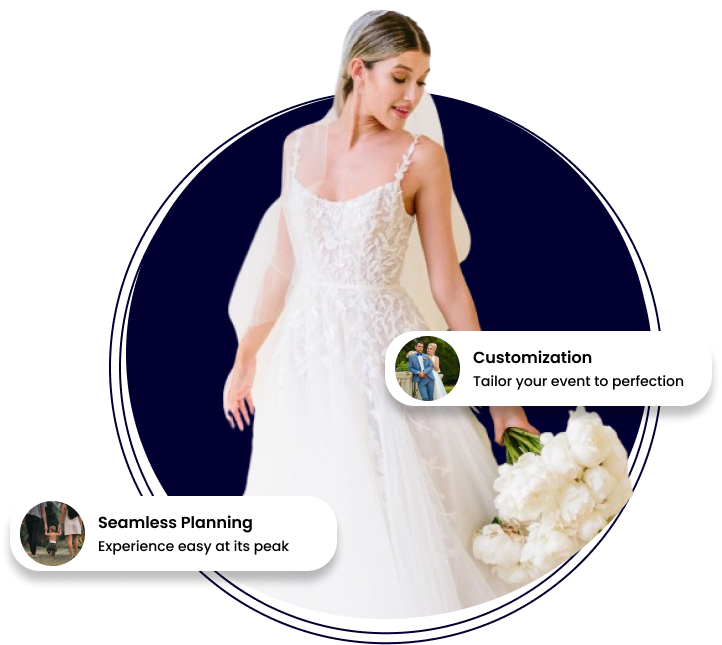 Customization
Tailor your event to perfection
Seamless Planning
Experience easy at its peak